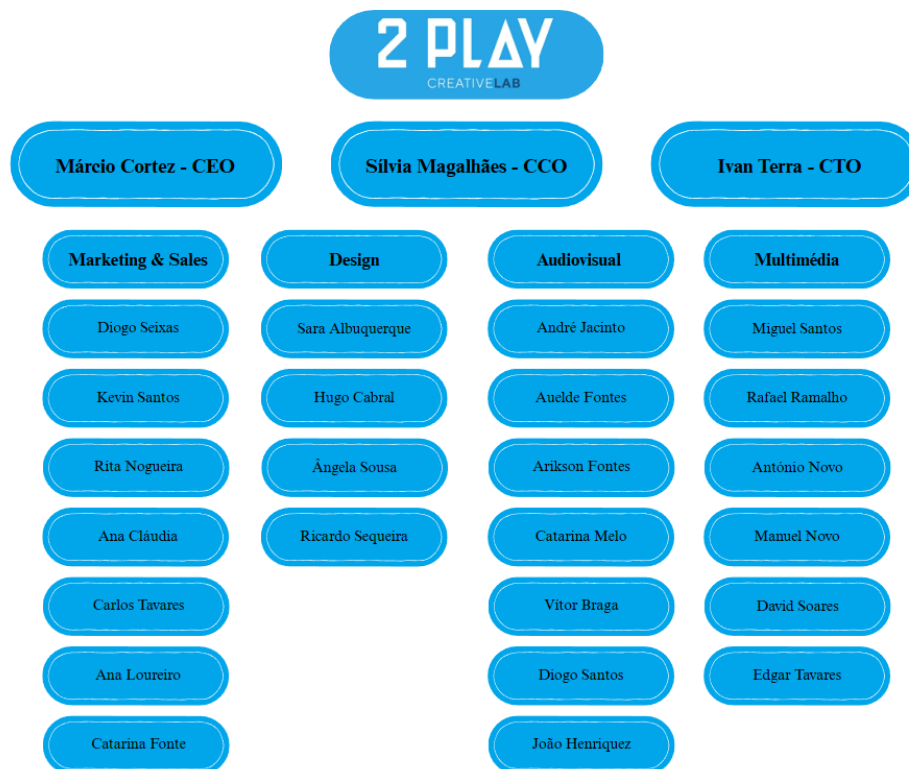 2 PLAY
CREATIVELAB
Márcio Cortez - CEO
Sílvia Magalhães - CCO
Ivan Terra - CTO
Marketing & Sales
Diogo Seixas
Kevin Santos
Rita Nogueira
Ana Cláudia
Carlos Tavares
Ana Loureiro
Catarina Fonte
Design
Sara Albuquerque
Hugo Cabral
Ângela Sousa
Ricardo Sequeira
Audiovisual
André Jacinto
Auelde Fontes
Arikson Fontes
Catarina Melo
Vítor Braga
Diogo Santos
João Henriquez
Multimédia
Miguel Santos
Rafael Ramalho
António Novo
Manuel Novo
David Soares
Edgar Tavares